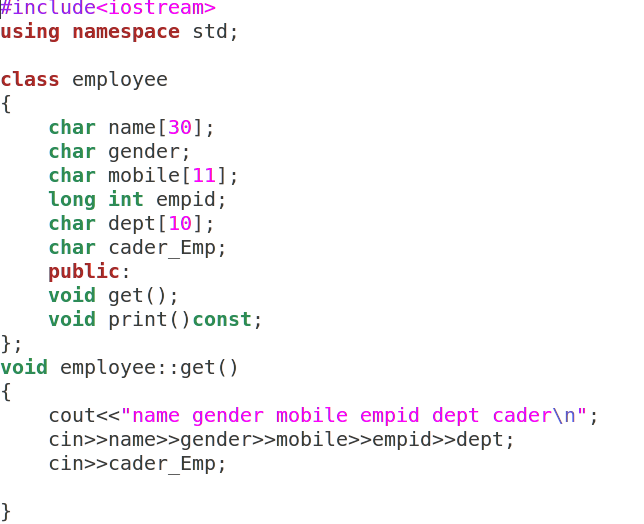 #include<iostream>
using namespace std;

class employee
{
    char name[30];
    char gender;
    char mobile[11];
    long int empid;
    char dept[10];
    char cader_Emp;
    public:
    void get();
    void print()const;
};
void employee::get()
{
    cout<<"name gender mobile empid dept cader\n";
    cin>>name>>gender>>mobile>>empid>>dept;
    cin>>cader_Emp;

}